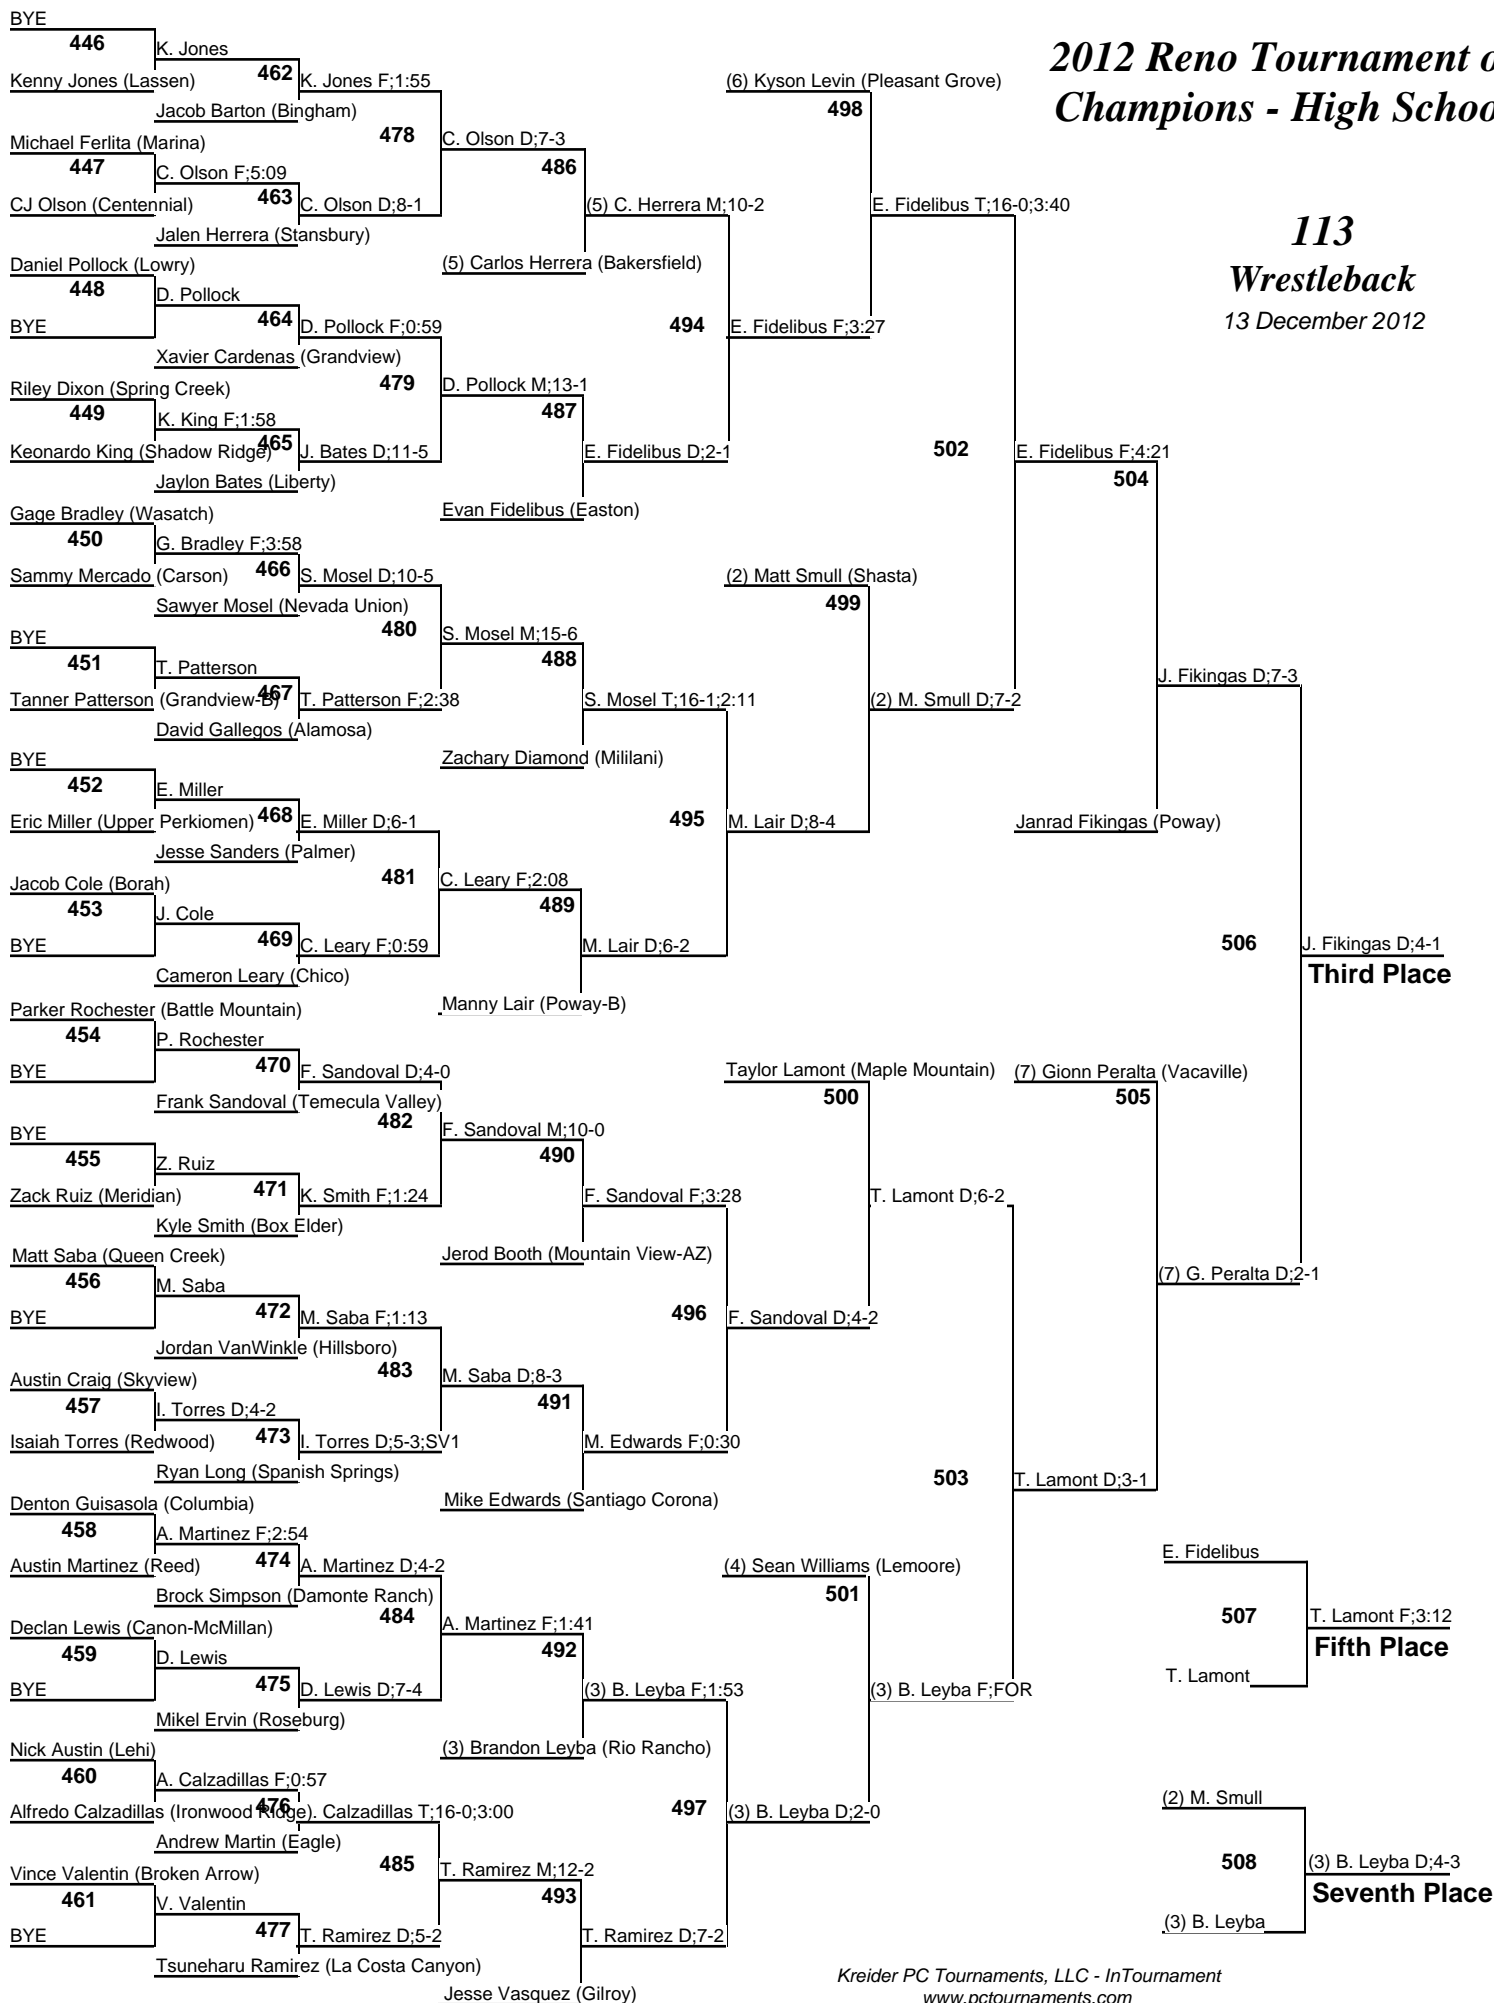 2012 Reno Tournament o
Champions - High Schoo
113
Wrestleback
13 December 2012
BYE
446
Kenny Jones (Lassen)
Michael Ferlita (Marina)
447
CJ Olson (Centennial)
Daniel Pollock (Lowry)
448
BYE
Riley Dixon (Spring Creek)
449
Keonardo King (Shadow Ridge)
Gage Bradley (Wasatch)
450
Sammy Mercado (Carson)
BYE
451
Tanner Patterson (Grandview-B)
BYE
452
Eric Miller (Upper Perkiomen)
Jacob Cole (Borah)
453
BYE
Parker Rochester (Battle Mountain)
454
BYE
BYE
455
Zack Ruiz (Meridian)
Matt Saba (Queen Creek)
456
BYE
Austin Craig (Skyview)
457
Isaiah Torres (Redwood)
Denton Guisasola (Columbia)
458
Austin Martinez (Reed)
Declan Lewis (Canon-McMillan)
459
BYE
Nick Austin (Lehi)
460
Alfredo Calzadillas (Ironwood Ridge)
Vince Valentin (Broken Arrow)
461
BYE
K. Jones
462
Jacob Barton (Bingham)
C. Olson F;5:09
463
Jalen Herrera (Stansbury)
D. Pollock
464
Xavier Cardenas (Grandview)
K. King F;1:58
465
Jaylon Bates (Liberty)
G. Bradley F;3:58
466
Sawyer Mosel (Nevada Union)
T. Patterson
467
David Gallegos (Alamosa)
E. Miller
468
Jesse Sanders (Palmer)
J. Cole
469
Cameron Leary (Chico)
P. Rochester
470
Frank Sandoval (Temecula Valley)
Z. Ruiz
471
Kyle Smith (Box Elder)
M. Saba
472
Jordan VanWinkle (Hillsboro)
I. Torres D;4-2
473
Ryan Long (Spanish Springs)
A. Martinez F;2:54
474
Brock Simpson (Damonte Ranch)
D. Lewis
475
Mikel Ervin (Roseburg)
A. Calzadillas F;0:57
476
Andrew Martin (Eagle)
V. Valentin
477
Tsuneharu Ramirez (La Costa Canyon)
K. Jones F;1:55
478
C. Olson D;8-1
D. Pollock F;0:59
479
J. Bates D;11-5
S. Mosel D;10-5
480
T. Patterson F;2:38
E. Miller D;6-1
481
C. Leary F;0:59
F. Sandoval D;4-0
482
K. Smith F;1:24
M. Saba F;1:13
483
I. Torres D;5-3;SV1
A. Martinez D;4-2
484
D. Lewis D;7-4
. Calzadillas T;16-0;3:00
485
T. Ramirez D;5-2
C. Olson D;7-3
486
(5) Carlos Herrera (Bakersfield)
D. Pollock M;13-1
487
Evan Fidelibus (Easton)
S. Mosel M;15-6
488
Zachary Diamond (Mililani)
C. Leary F;2:08
489
Manny Lair (Poway-B)
F. Sandoval M;10-0
490
Jerod Booth (Mountain View-AZ)
M. Saba D;8-3
491
Mike Edwards (Santiago Corona)
A. Martinez F;1:41
492
(3) Brandon Leyba (Rio Rancho)
T. Ramirez M;12-2
493
Jesse Vasquez (Gilroy)
(5) C. Herrera M;10-2
494
E. Fidelibus D;2-1
S. Mosel T;16-1;2:11
495
M. Lair D;6-2
F. Sandoval F;3:28
496
M. Edwards F;0:30
(3) B. Leyba F;1:53
497
T. Ramirez D;7-2
(6) Kyson Levin (Pleasant Grove)
498
E. Fidelibus F;3:27
(2) Matt Smull (Shasta)
499
M. Lair D;8-4
Taylor Lamont (Maple Mountain)
500
F. Sandoval D;4-2
(4) Sean Williams (Lemoore)
501
(3) B. Leyba D;2-0
E. Fidelibus T;16-0;3:40
502
(2) M. Smull D;7-2
T. Lamont D;6-2
503
(3) B. Leyba F;FOR
E. Fidelibus F;4:21
504
Janrad Fikingas (Poway)
(7) Gionn Peralta (Vacaville)
505
T. Lamont D;3-1
J. Fikingas D;7-3
506
(7) G. Peralta D;2-1
J. Fikingas D;4-1
Third Place
E. Fidelibus
507
T. Lamont
T. Lamont F;3:12
Fifth Place
(2) M. Smull
508
(3) B. Leyba
(3) B. Leyba D;4-3
Seventh Place
Kreider PC Tournaments, LLC - InTournament
www.pctournaments.com